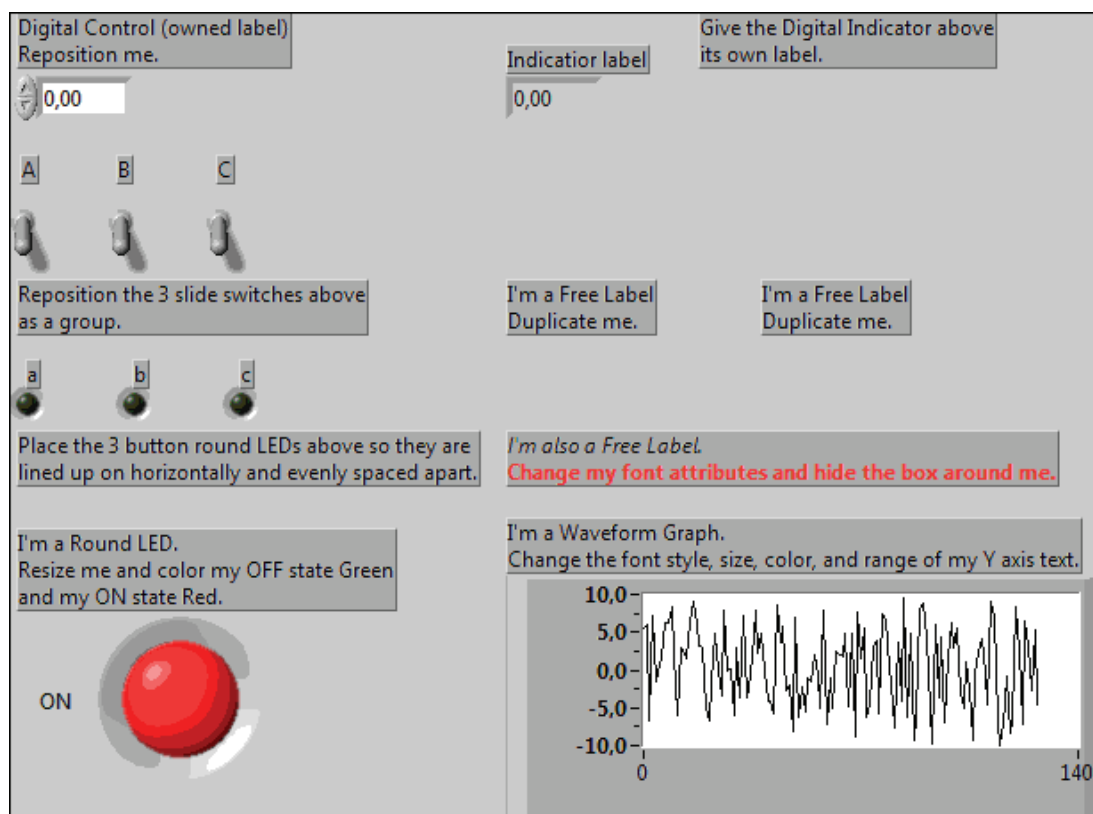 Digital Control (owned label)
Reposition me.
0,00
Indicatior label
0,00
Give the Digital Indicator above
its own label.
A
B
C
Reposition the 3 slide switches above
as a group.
I'm a Free Label
Duplicate me.
I'm a Free Label
Duplicate me.
a
b
c
Place the 3 button round LEDs above so they are
lined up on horizontally and evenly spaced apart.
I'm also a Free Label.
Change my font attributes and hide the box around me.
I'm a Round LED.
Resize me and color my OFF state Green
and my ON state Red.
ON
I'm a Waveform Graph.
Change the font style, size, color, and range of my Y axis text.
10,0
5,0
0,0
-5,0
-10,0
0
140